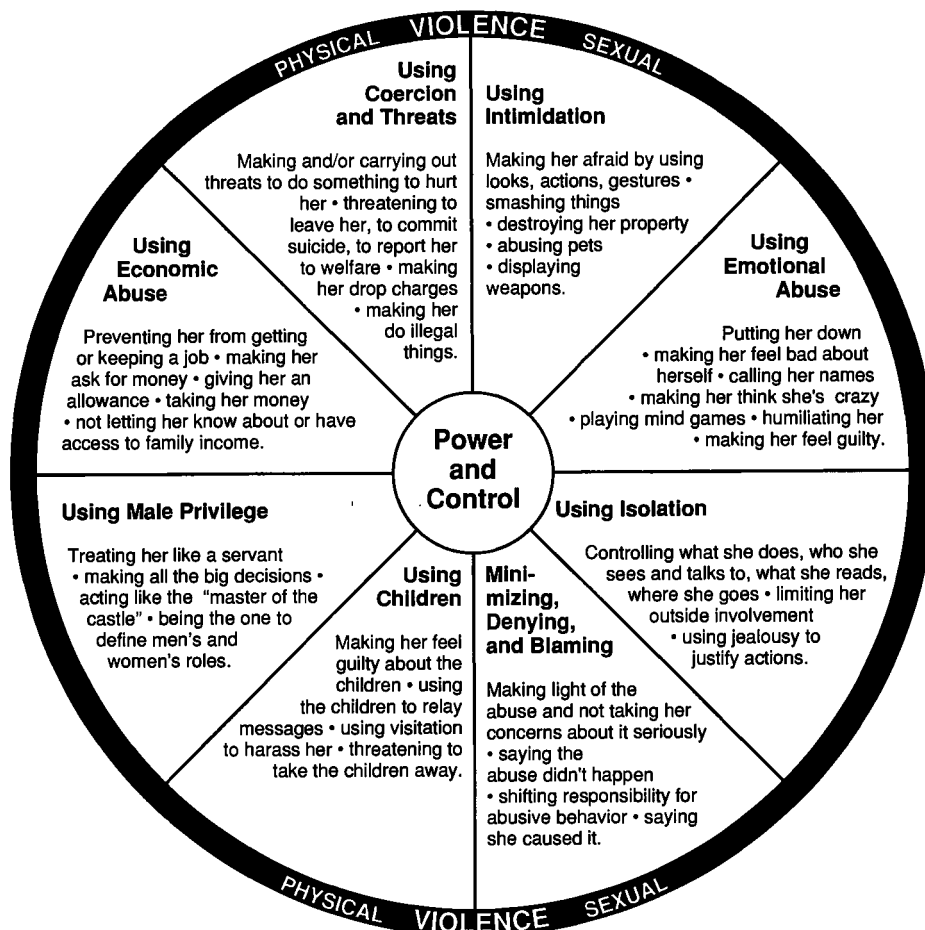 PHYSICAL VIOLENCE SEXUAL
Using
Coercion
and Threats
Making and/or carrying out
threats to do something to hurt
her • threatening to
leave her, to commit
suicide, to report her
to welfare • making
her drop charges
• making her
do illegal
things.
Using
Intimidation
Making her afraid by using
looks, actions, gestures •
smashing things
• destroying her property
• abusing pets
• displaying
weapons.
Using
Economic
Abuse
Preventing her from getting
or keeping a job • making her
ask for money • giving her an
allowance • taking her money
• not letting her know about or have
access to family income.
Using
Emotional
Abuse
Putting her down
• making her feel bad about
herself • calling her names
• making her think she's crazy
• playing mind games • humiliating her
• making her feel guilty.
Power
and
Control
Using Male Privilege
Treating her like a servant
• making all the big decisions •
acting like the "master of the
castle" • being the one to
define men's and
women's roles.
Using
Children
Making her feel
guilty about the
children • using
the children to relay
messages • using visitation
to harass her • threatening to
take the children away.
Mini-
mizing,
Denying,
and Blaming
Making light of the
abuse and not taking her
concerns about it seriously
• saying the
abuse didn't happen
• shifting responsibility for
abusive behavior • saying
she caused it.
Using Isolation
Controlling what she does, who she
sees and talks to, what she reads,
where she goes • limiting her
outside involvement
• using jealousy to
justify actions.
PHYSICAL VIOLENCE SEXUAL